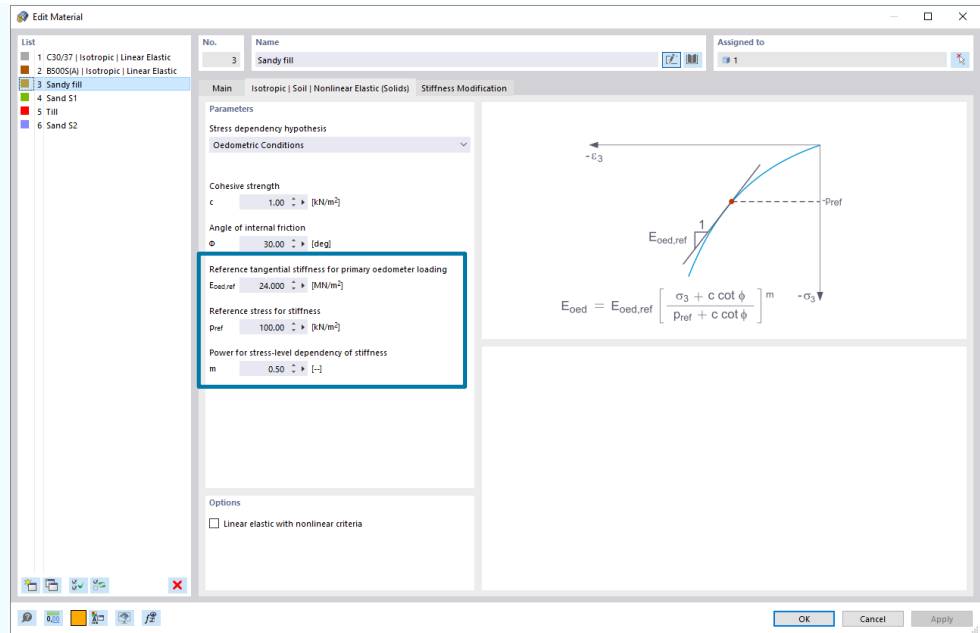 Edit Material
List
1 C30/37 | Isotropic | Linear Elastic
2 B500S(A) | Isotropic | Linear Elastic
3 Sandy fill
4 Sand S1
5 Till
6 Sand S2
No.
3
Name
Sandy fill
Assigned to
1
Main
Isotropic | Soil | Nonlinear Elastic (Solids)
Stiffness Modification
Parameters
Stress dependency hypothesis
Oedometric Conditions
Cohesive strength
c 1.00 [kN/m²]
Angle of internal friction
Φ 30.00 [deg]
Reference tangential stiffness for primary oedometer loading
Eoed,ref 24.000 [MN/m²]
Reference stress for stiffness
pref 100.00 [kN/m²]
Power for stress-level dependency of stiffness
m 0.50 [--]
Options
Linear elastic with nonlinear criteria
-ε3
-Pref
1
Eoed,ref
-σ3
Eoed = Eoed,ref [ (σ3 + c cot ϕ) / (pref + c cot ϕ) ] m
OK
Cancel
Apply